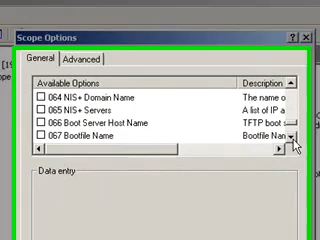 Scope Options
General
Advanced
Available Options
Description
064 NIS+ Domain Name
The name o
065 NIS+ Servers
A list of IP a
066 Boot Server Host Name
TFTP boot s
067 Bootfile Name
Bootfile Nan
Data entry